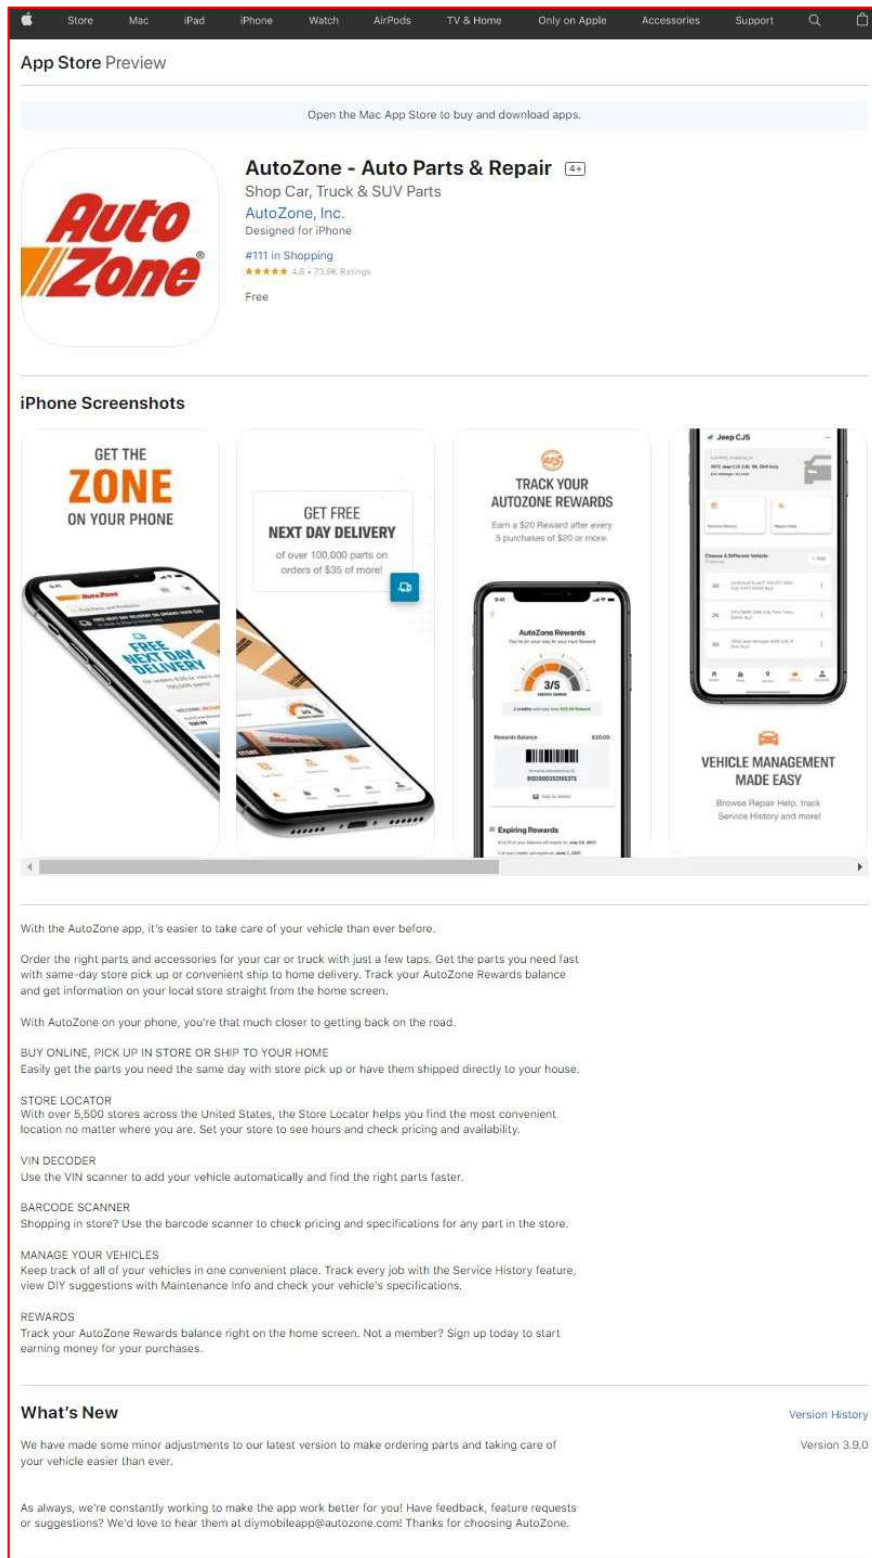 Store Mac iPad iPhone Watch AirPods TV & Home Only on Apple Accessories Support
App Store Preview
Open the Mac App Store to buy and download apps.
Auto
Zone®
AutoZone - Auto Parts & Repair 4+
Shop Car, Truck & SUV Parts
AutoZone, Inc.
Designed for iPhone
#111 in Shopping
★★★★★ 4.8 • 73.9K Ratings
Free
iPhone Screenshots
GET THE
ZONE
ON YOUR PHONE
AutoZone
FREE
NEXT DAY
DELIVERY
GET FREE
NEXT DAY DELIVERY
of over 100,000 parts on
orders of $35 of more!
STORE
TRACK YOUR
AUTOZONE REWARDS
Earn a $20 Reward after every
5 purchases of $20 or more.
9:41
AutoZone Rewards
You're on your way to your next Reward
3/5
Rewards Balance $20.00
Add to Wallet
Expiring Rewards
Jeep CJ5
Choose A Different Vehicle
+ Add
VEHICLE MANAGEMENT
MADE EASY
Browse Repair Help, track
Service History and more!
With the AutoZone app, it's easier to take care of your vehicle than ever before.
Order the right parts and accessories for your car or truck with just a few taps. Get the parts you need fast
with same-day store pick up or convenient ship to home delivery. Track your AutoZone Rewards balance
and get information on your local store straight from the home screen.
With AutoZone on your phone, you're that much closer to getting back on the road.
BUY ONLINE, PICK UP IN STORE OR SHIP TO YOUR HOME
Easily get the parts you need the same day with store pick up or have them shipped directly to your house.
STORE LOCATOR
With over 5,500 stores across the United States, the Store Locator helps you find the most convenient
location no matter where you are. Set your store to see hours and check pricing and availability.
VIN DECODER
Use the VIN scanner to add your vehicle automatically and find the right parts faster.
BARCODE SCANNER
Shopping in store? Use the barcode scanner to check pricing and specifications for any part in the store.
MANAGE YOUR VEHICLES
Keep track of all of your vehicles in one convenient place. Track every job with the Service History feature,
view DIY suggestions with Maintenance Info and check your vehicle's specifications.
REWARDS
Track your AutoZone Rewards balance right on the home screen. Not a member? Sign up today to start
earning money for your purchases.
What's New Version History
We have made some minor adjustments to our latest version to make ordering parts and taking care of Version 3.9.0
your vehicle easier than ever.
As always, we're constantly working to make the app work better for you! Have feedback, feature requests
or suggestions? We'd love to hear them at diymobileapp@autozone.com! Thanks for choosing AutoZone.